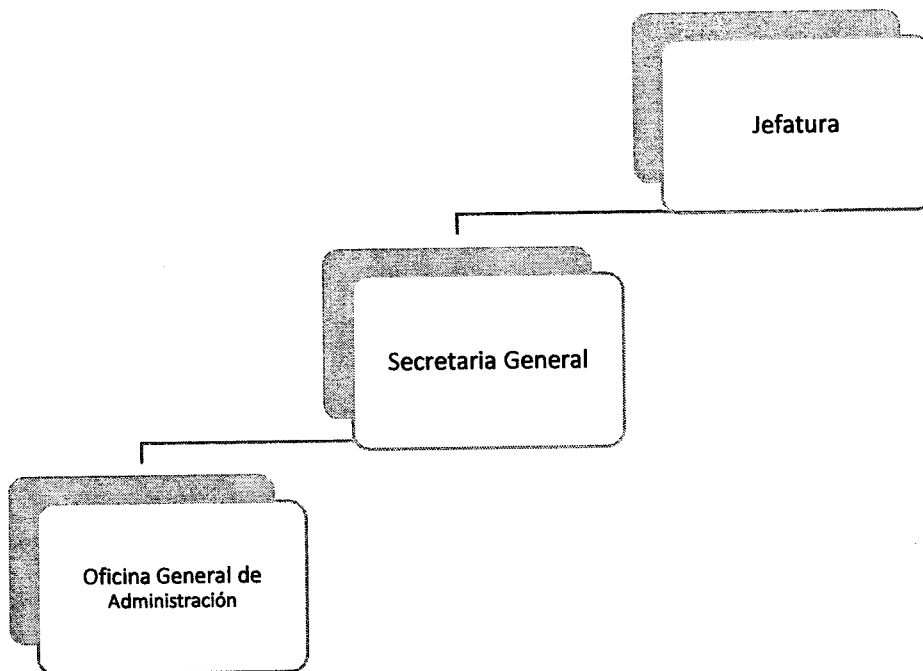 Jefatura
Secretaria General
Oficina General de
Administración